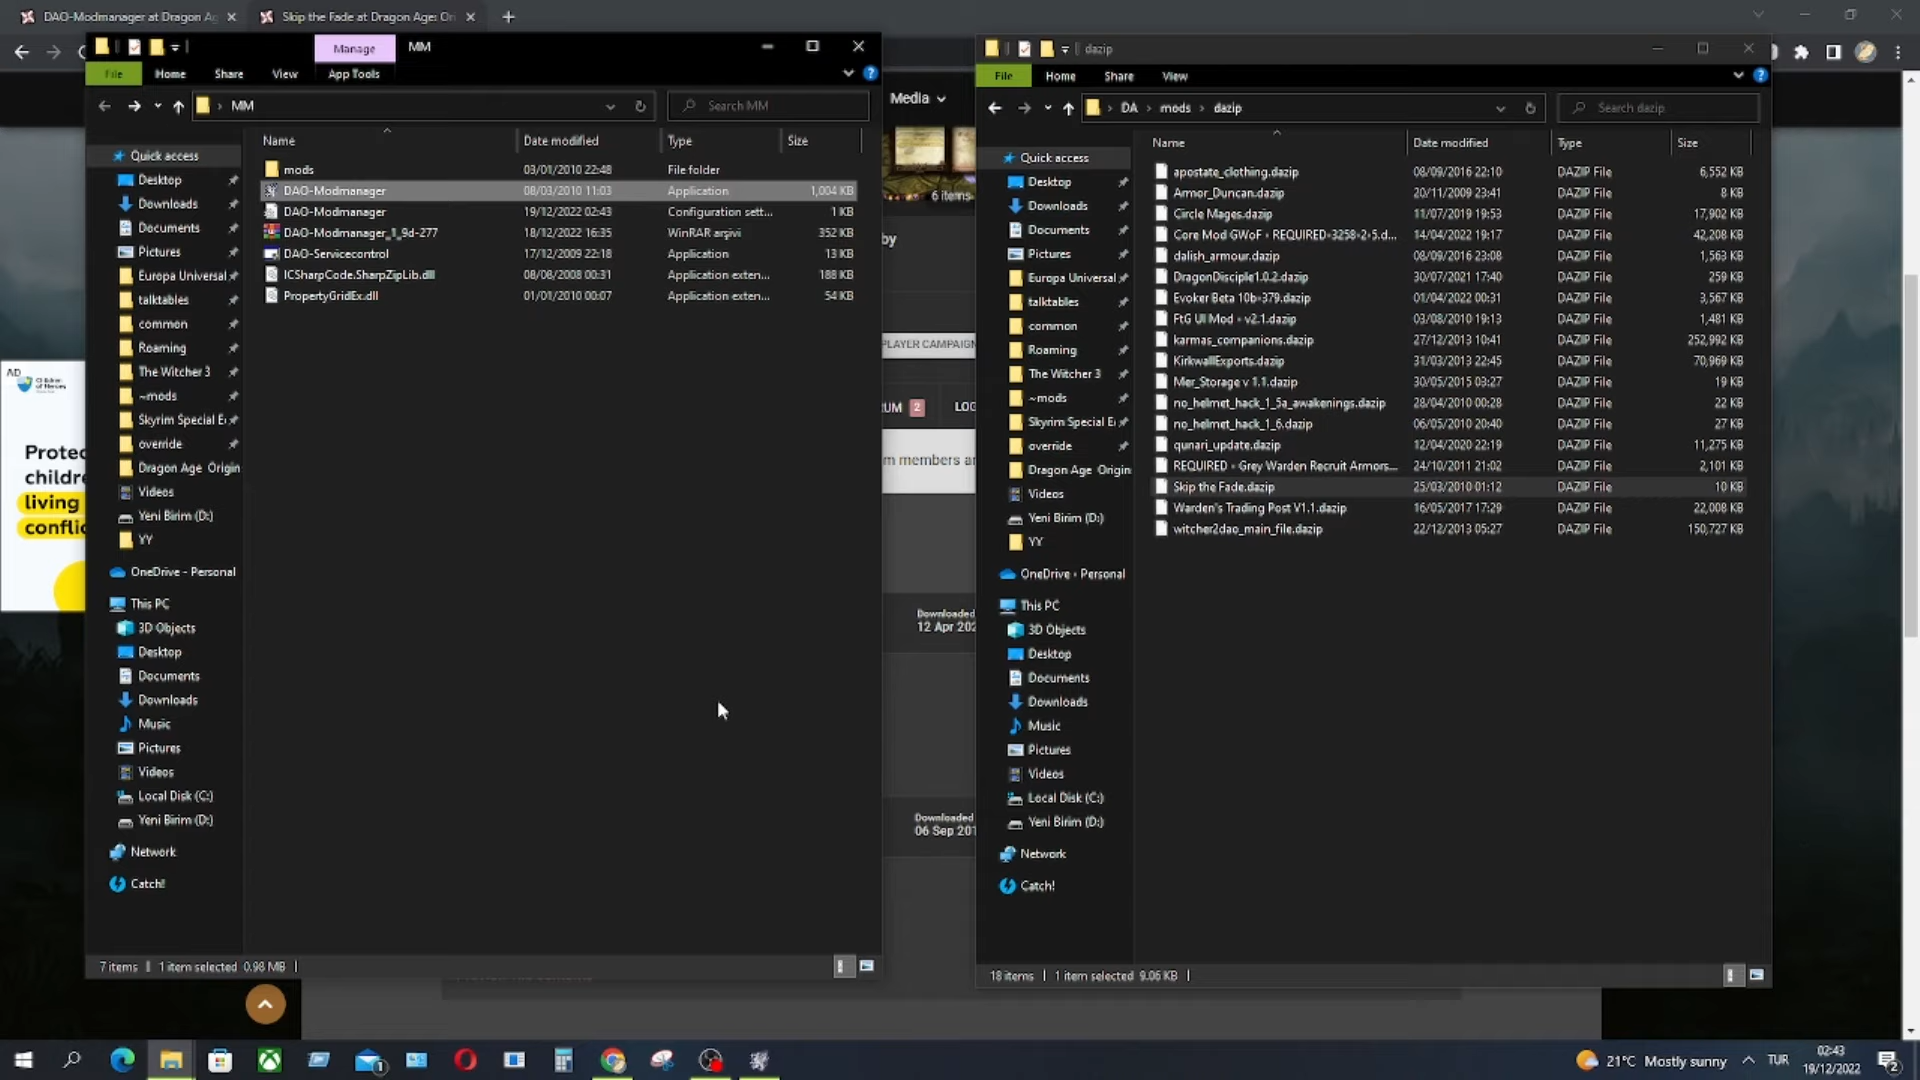 DAO-Modmanager at Dragon Ag
Skip the Fade at Dragon Age: On
Manage
MM
File
Home
Share
View
App Tools
MM
Search MM
Name
Date modified
Type
Size
Quick access
Desktop
Downloads
Documents
Pictures
Europa Universal
talktables
common
Roaming
The Witcher 3
~mods
Skyrim Special E
override
Dragon Age Origin
Videos
Yeni Birim (D:)
YY
OneDrive - Personal
This PC
3D Objects
Desktop
Documents
Downloads
Music
Pictures
Videos
Local Disk (C:)
Yeni Birim (D:)
Network
Catch!
mods 03/01/2010 22:48 File folder
DAO-Modmanager 08/03/2010 11:03 Application 1,004 KB
DAO-Modmanager 19/12/2022 02:43 Configuration sett... 1 KB
DAO-Modmanager_1_9d-277 18/12/2022 16:35 WinRAR arşivi 352 KB
DAO-Servicecontrol 17/12/2009 22:18 Application 13 KB
ICSharpCode.SharpZipLib.dll 08/08/2008 00:31 Application exten... 188 KB
PropertyGridEx.dll 01/01/2010 00:07 Application exten... 54 KB
7 items 1 item selected 0.98 MB
AD
Protec
childre
living
conflic
Media
6 items
by
PLAYER CAMPAIGN
UM 2 LOG
m members ar
Downloaded
12 Apr 202
Downloaded
06 Sep 201
dazip
File
Home
Share
View
DA > mods > dazip
Search dazip
Name
Date modified
Type
Size
Quick access
Desktop
Downloads
Documents
Pictures
Europa Universal
talktables
common
Roaming
The Witcher 3
~mods
Skyrim Special E
override
Dragon Age Origin
Videos
Yeni Birim (D:)
YY
OneDrive - Personal
This PC
3D Objects
Desktop
Documents
Downloads
Music
Pictures
Videos
Local Disk (C:)
Yeni Birim (D:)
Network
Catch!
apostate_clothing.dazip 08/09/2016 22:10 DAZIP File 6,552 KB
Armor_Duncan.dazip 20/11/2009 23:41 DAZIP File 8 KB
Circle Mages.dazip 11/07/2019 19:53 DAZIP File 17,902 KB
Core Mod GWoF - REQUIRED-3258-2-5.d... 14/04/2022 19:17 DAZIP File 42,208 KB
dalish_armour.dazip 08/09/2016 23:08 DAZIP File 1,563 KB
DragonDisciple1.0.2.dazip 30/07/2021 17:40 DAZIP File 259 KB
Evoker Beta 10b-379.dazip 01/04/2022 00:31 DAZIP File 3,567 KB
FtG UI Mod - v2.1.dazip 03/08/2010 19:13 DAZIP File 1,481 KB
karmas_companions.dazip 27/12/2013 10:41 DAZIP File 252,992 KB
KirkwallExports.dazip 31/03/2013 22:45 DAZIP File 70,969 KB
Mer_Storage v 1.1.dazip 30/05/2015 03:27 DAZIP File 19 KB
no_helmet_hack_1_5a_awakenings.dazip 28/04/2010 00:28 DAZIP File 22 KB
no_helmet_hack_1_6.dazip 06/05/2010 20:40 DAZIP File 27 KB
qunari_update.dazip 12/04/2020 22:19 DAZIP File 11,275 KB
REQUIRED - Grey Warden Recruit Armors... 24/10/2011 21:02 DAZIP File 2,101 KB
Skip the Fade.dazip 25/03/2010 01:12 DAZIP File 10 KB
Warden's Trading Post V1.1.dazip 16/05/2017 17:29 DAZIP File 22,008 KB
witcher2dao_main_file.dazip 22/12/2013 05:27 DAZIP File 150,727 KB
18 items 1 item selected 9.06 KB
21°C Mostly sunny
TUR
02:43
19/12/2022